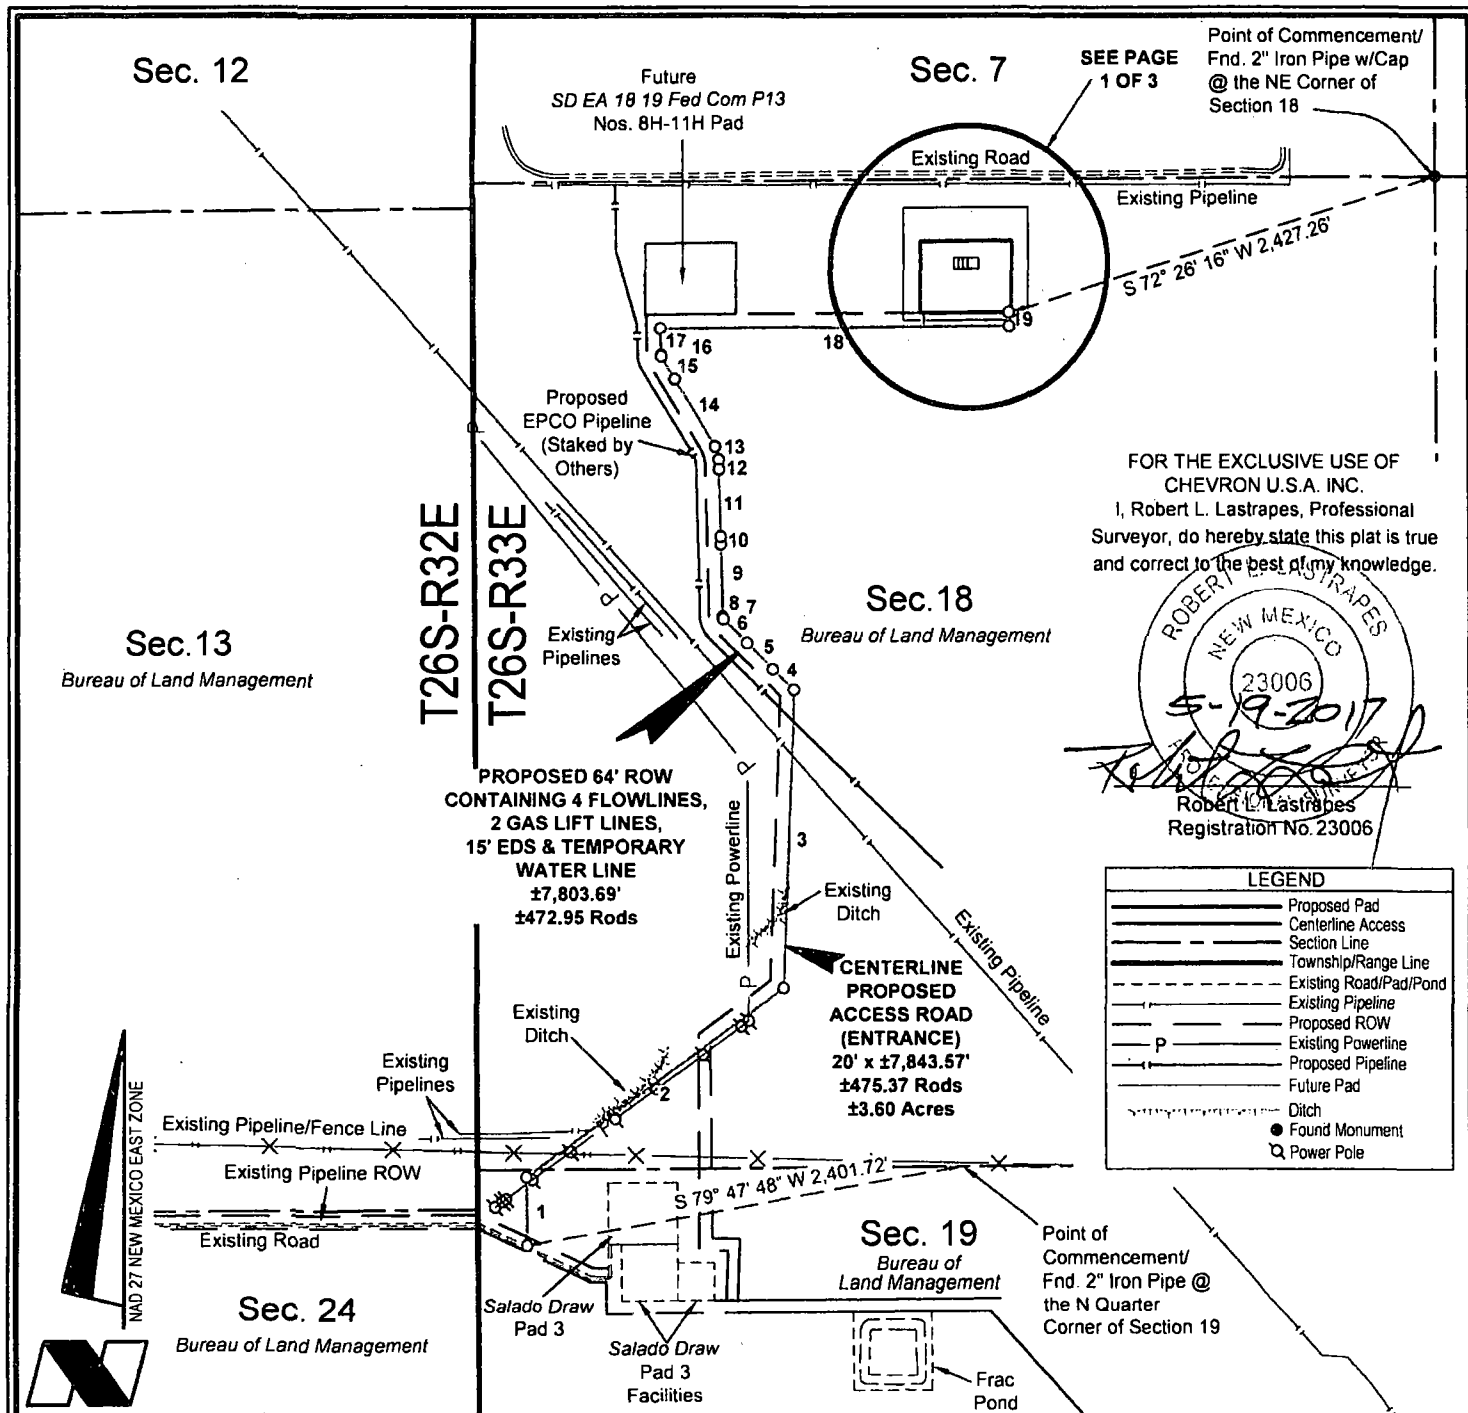 Sec. 12
Future
SD EA 18 19 Fed Com P13
Nos. 8H-11H Pad
Sec. 7
SEE PAGE
1 OF 3
Point of Commencement/
Fnd. 2" Iron Pipe w/Cap
@ the NE Corner of
Section 18
Existing Road
Existing Pipeline
S 72° 26' 16" W 2,427.26'
19
18
17
16
15
14
13
12
11
10
9
8
7
6
5
4
3
2
1
Proposed
EPCO Pipeline
(Staked by
Others)
P
T26S-R32E
T26S-R33E
FOR THE EXCLUSIVE USE OF
CHEVRON U.S.A. INC.
I, Robert L. Lastrapes, Professional
Surveyor, do hereby state this plat is true
and correct to the best of my knowledge.
ROBERT L. LASTRAPES
NEW MEXICO
23006
5-19-2017
PROFESSIONAL SURVEYOR
Robert L. Lastrapes
Registration No. 23006
Sec.13
Bureau of Land Management
Existing
Pipelines
P
Sec.18
Bureau of Land Management
PROPOSED 64' ROW
CONTAINING 4 FLOWLINES,
2 GAS LIFT LINES,
15' EDS & TEMPORARY
WATER LINE
±7,803.69'
±472.95 Rods
P
Existing Powerline
P
Existing
Ditch
Existing Pipeline
CENTERLINE
PROPOSED
ACCESS ROAD
(ENTRANCE)
20' x ±7,843.57'
±475.37 Rods
±3.60 Acres
LEGEND
Proposed Pad
Centerline Access
Section Line
Township/Range Line
Existing Road/Pad/Pond
Existing Pipeline
Proposed ROW
P Existing Powerline
Proposed Pipeline
Future Pad
Ditch
Found Monument
Power Pole
Existing
Ditch
Existing
Pipelines
Existing Pipeline/Fence Line
Existing Pipeline ROW
Existing Road
NAD 27 NEW MEXICO EAST ZONE
S 79° 47' 48" W 2,401.72'
Sec. 19
Bureau of
Land Management
Point of
Commencement/
Fnd. 2" Iron Pipe @
the N Quarter
Corner of Section 19
Sec. 24
Bureau of Land Management
Salado Draw
Pad 3
Salado Draw
Pad 3
Facilities
Frac
Pond